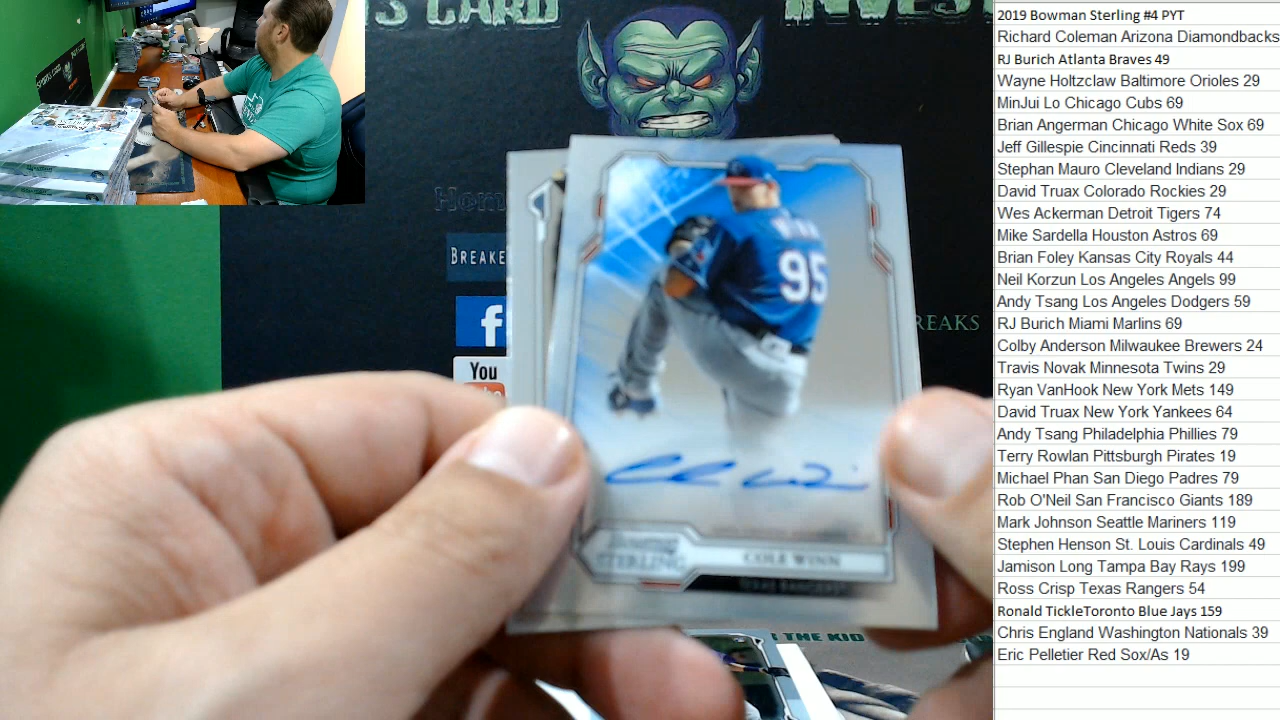 S CARD INVEST
Hom
BREAKE
REAKS
f
You
95
STERLING
COLE WINN
THE KID
2019 Bowman Sterling #4 PYT
Richard Coleman Arizona Diamondbacks
RJ Burich Atlanta Braves 49
Wayne Holtzclaw Baltimore Orioles 29
MinJui Lo Chicago Cubs 69
Brian Angerman Chicago White Sox 69
Jeff Gillespie Cincinnati Reds 39
Stephan Mauro Cleveland Indians 29
David Truax Colorado Rockies 29
Wes Ackerman Detroit Tigers 74
Mike Sardella Houston Astros 69
Brian Foley Kansas City Royals 44
Neil Korzun Los Angeles Angels 99
Andy Tsang Los Angeles Dodgers 59
RJ Burich Miami Marlins 69
Colby Anderson Milwaukee Brewers 24
Travis Novak Minnesota Twins 29
Ryan VanHook New York Mets 149
David Truax New York Yankees 64
Andy Tsang Philadelphia Phillies 79
Terry Rowlan Pittsburgh Pirates 19
Michael Phan San Diego Padres 79
Rob O'Neil San Francisco Giants 189
Mark Johnson Seattle Mariners 119
Stephen Henson St. Louis Cardinals 49
Jamison Long Tampa Bay Rays 199
Ross Crisp Texas Rangers 54
Ronald TickleToronto Blue Jays 159
Chris England Washington Nationals 39
Eric Pelletier Red Sox/As 19